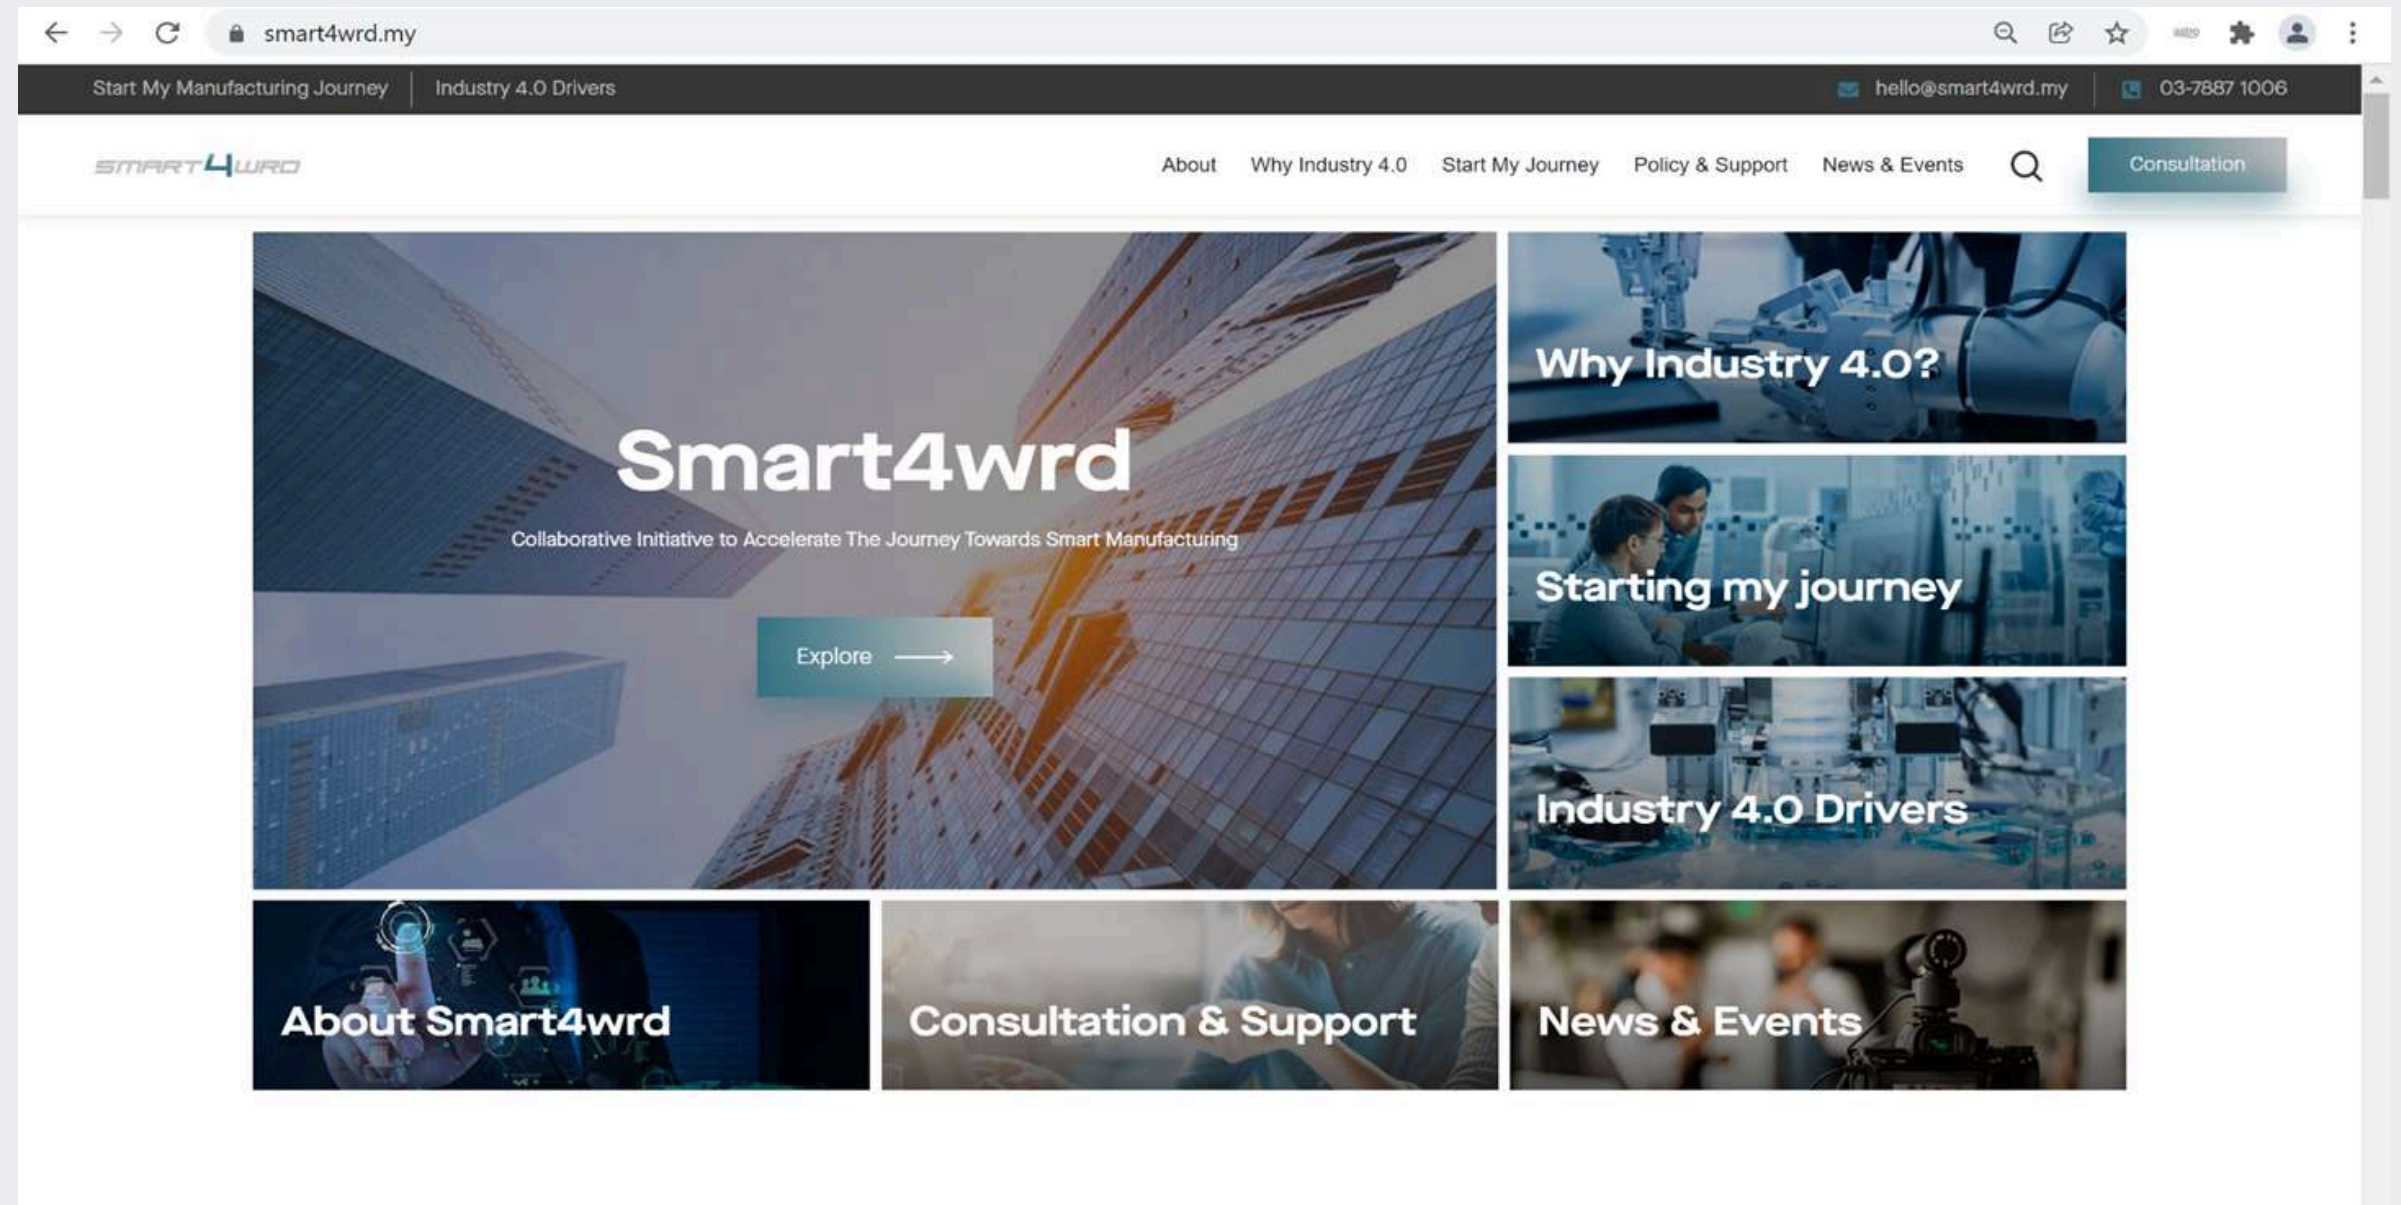 smart4wrd.my
Start My Manufacturing Journey
Industry 4.0 Drivers
hello@smart4wrd.my
03-7887 1006
SMART4WRD
About
Why Industry 4.0
Start My Journey
Policy & Support
News & Events
Consultation
Smart4wrd
Collaborative Initiative to Accelerate The Journey Towards Smart Manufacturing
Explore
Why Industry 4.0?
Starting my journey
Industry 4.0 Drivers
About Smart4wrd
Consultation & Support
News & Events